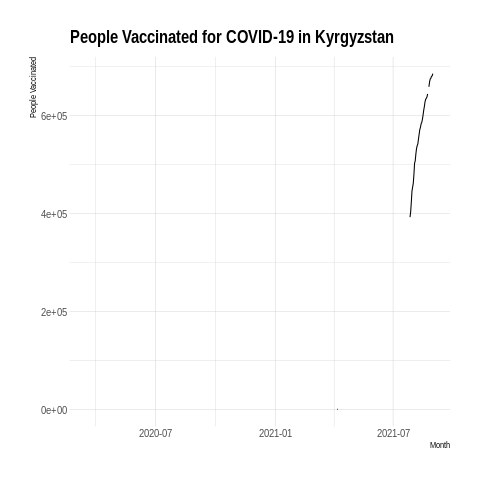 People Vaccinated for COVID-19 in Kyrgyzstan
People Vaccinated
6e+05
4e+05
2e+05
0e+00
2020-07
2021-01
2021-07
Month